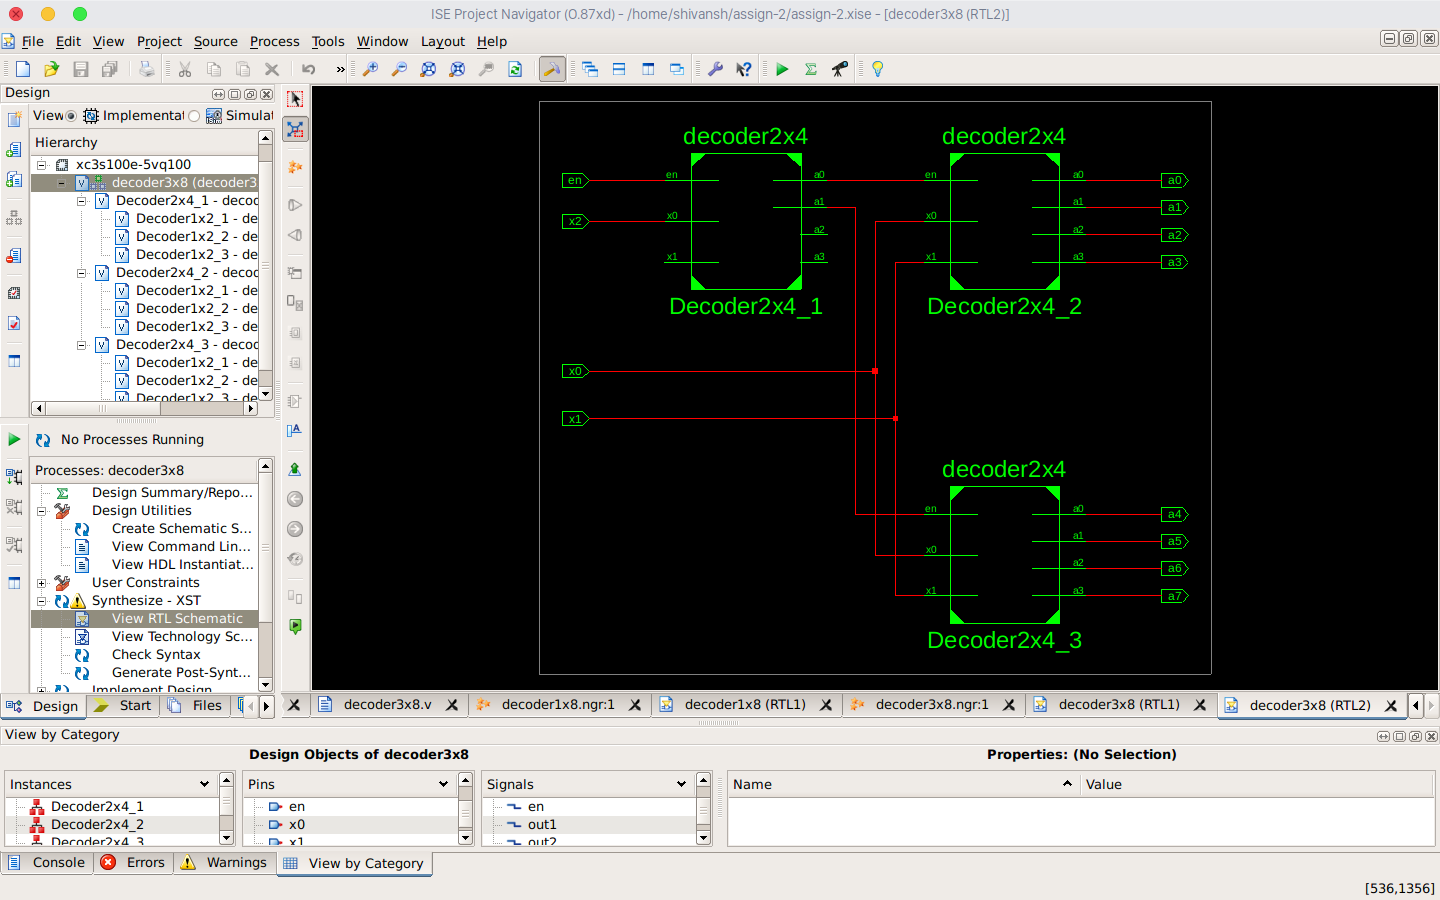 ISE Project Navigator (O.87xd) - /home/shivansh/assign-2/assign-2.xise - [decoder3x8 (RTL2)]
File Edit View Project Source Process Tools Window Layout Help
»
Design
View: Implementat Simulat
Hierarchy
xc3s100e-5vq100
decoder3x8 (decoder3
Decoder2x4_1 - decoc
Decoder1x2_1 - de
Decoder1x2_2 - de
Decoder1x2_3 - de
Decoder2x4_2 - decoc
Decoder1x2_1 - de
Decoder1x2_2 - de
Decoder1x2_3 - de
Decoder2x4_3 - decoc
Decoder1x2_1 - de
Decoder1x2_2 - de
Decoder1x2_3 - de
No Processes Running
Processes: decoder3x8
Design Summary/Repo...
Design Utilities
Create Schematic S...
View Command Lin...
View HDL Instantiat...
User Constraints
Synthesize - XST
View RTL Schematic
View Technology Sc...
Check Syntax
Generate Post-Synt...
Implement Design
Design Start Files
decoder2x4 decoder2x4
en en a0 en a0 a0
a1 a1 a1
x2 x0 x0
a2 a2 a2
x1 a3 x1 a3 a3
Decoder2x4_1 Decoder2x4_2
x0
x1
decoder2x4
en a0 a4
a1 a5
x0
a2 a6
x1 a3 a7
Decoder2x4_3
decoder3x8.v decoder1x8.ngr:1 decoder1x8 (RTL1) decoder3x8.ngr:1 decoder3x8 (RTL1) decoder3x8 (RTL2)
View by Category
Design Objects of decoder3x8 Properties: (No Selection)
Instances Pins Signals Name Value
Decoder2x4_1 en en
Decoder2x4_2 x0 out1
Decoder2x4_3 x1 out2
Console Errors Warnings View by Category
[536,1356]